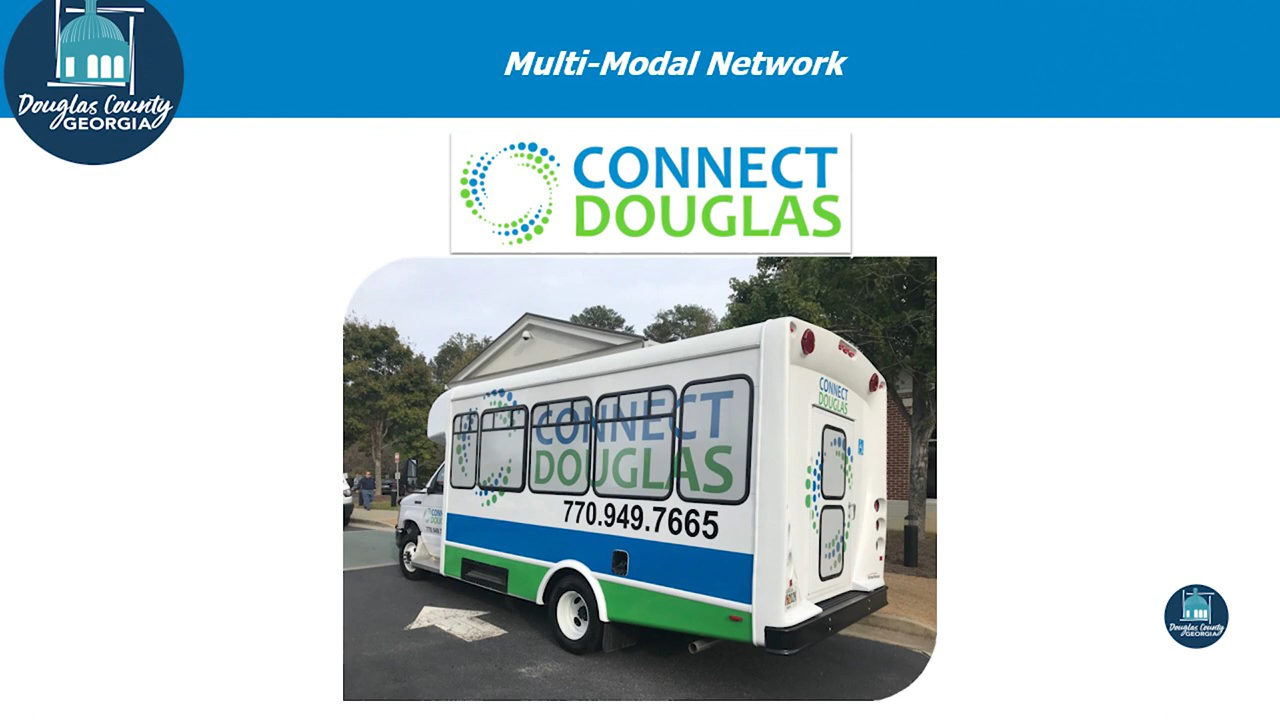 Multi-Modal Network
Douglas County
GEORGIA
CONNECT
DOUGLAS
CONNECT
DOUGLAS
CONNECT
DOUGLAS
770.949.7665
Douglas County
GEORGIA